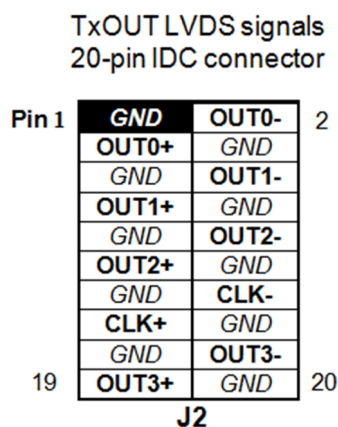 TxOUT LVDS signals
20-pin IDC connector
Pin 1 GND OUT0- 2
OUT0+ GND
GND OUT1-
OUT1+ GND
GND OUT2-
OUT2+ GND
GND CLK-
CLK+ GND
GND OUT3-
19 OUT3+ GND 20
J2